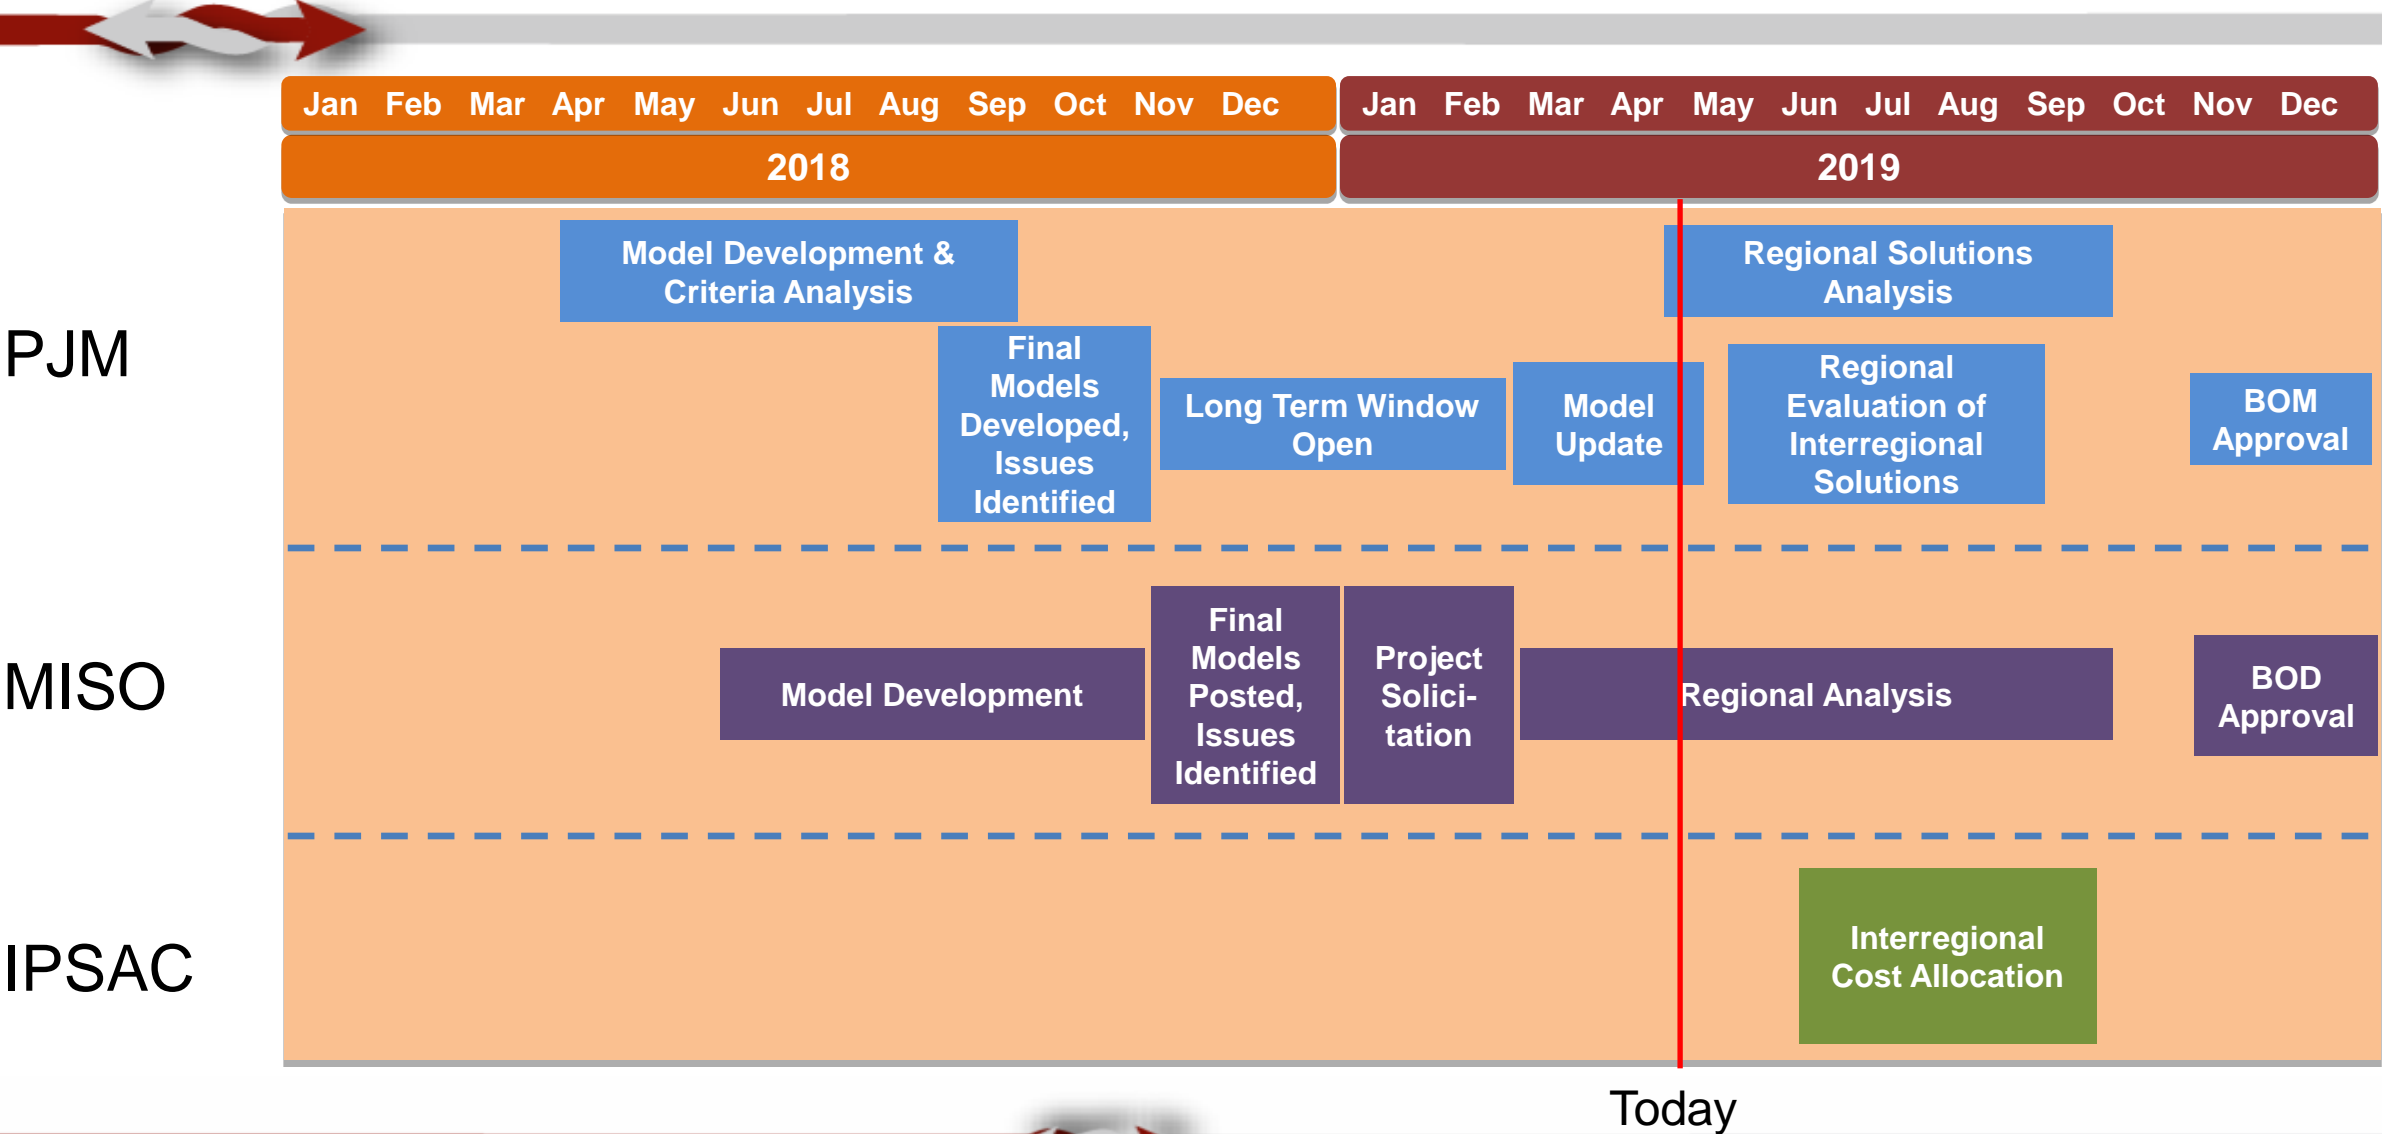 Jan Feb Mar Apr May Jun Jul Aug Sep Oct Nov Dec
Jan Feb Mar Apr May Jun Jul Aug Sep Oct Nov Dec
2018
2019
PJM
Model Development &
Criteria Analysis
Final
Models
Developed,
Issues
Identified
Long Term Window
Open
Model
Update
Regional Solutions
Analysis
Regional
Evaluation of
Interregional
Solutions
BOM
Approval
MISO
Model Development
Final
Models
Posted,
Issues
Identified
Project
Solici-
tation
Regional Analysis
BOD
Approval
IPSAC
Interregional
Cost Allocation
Today